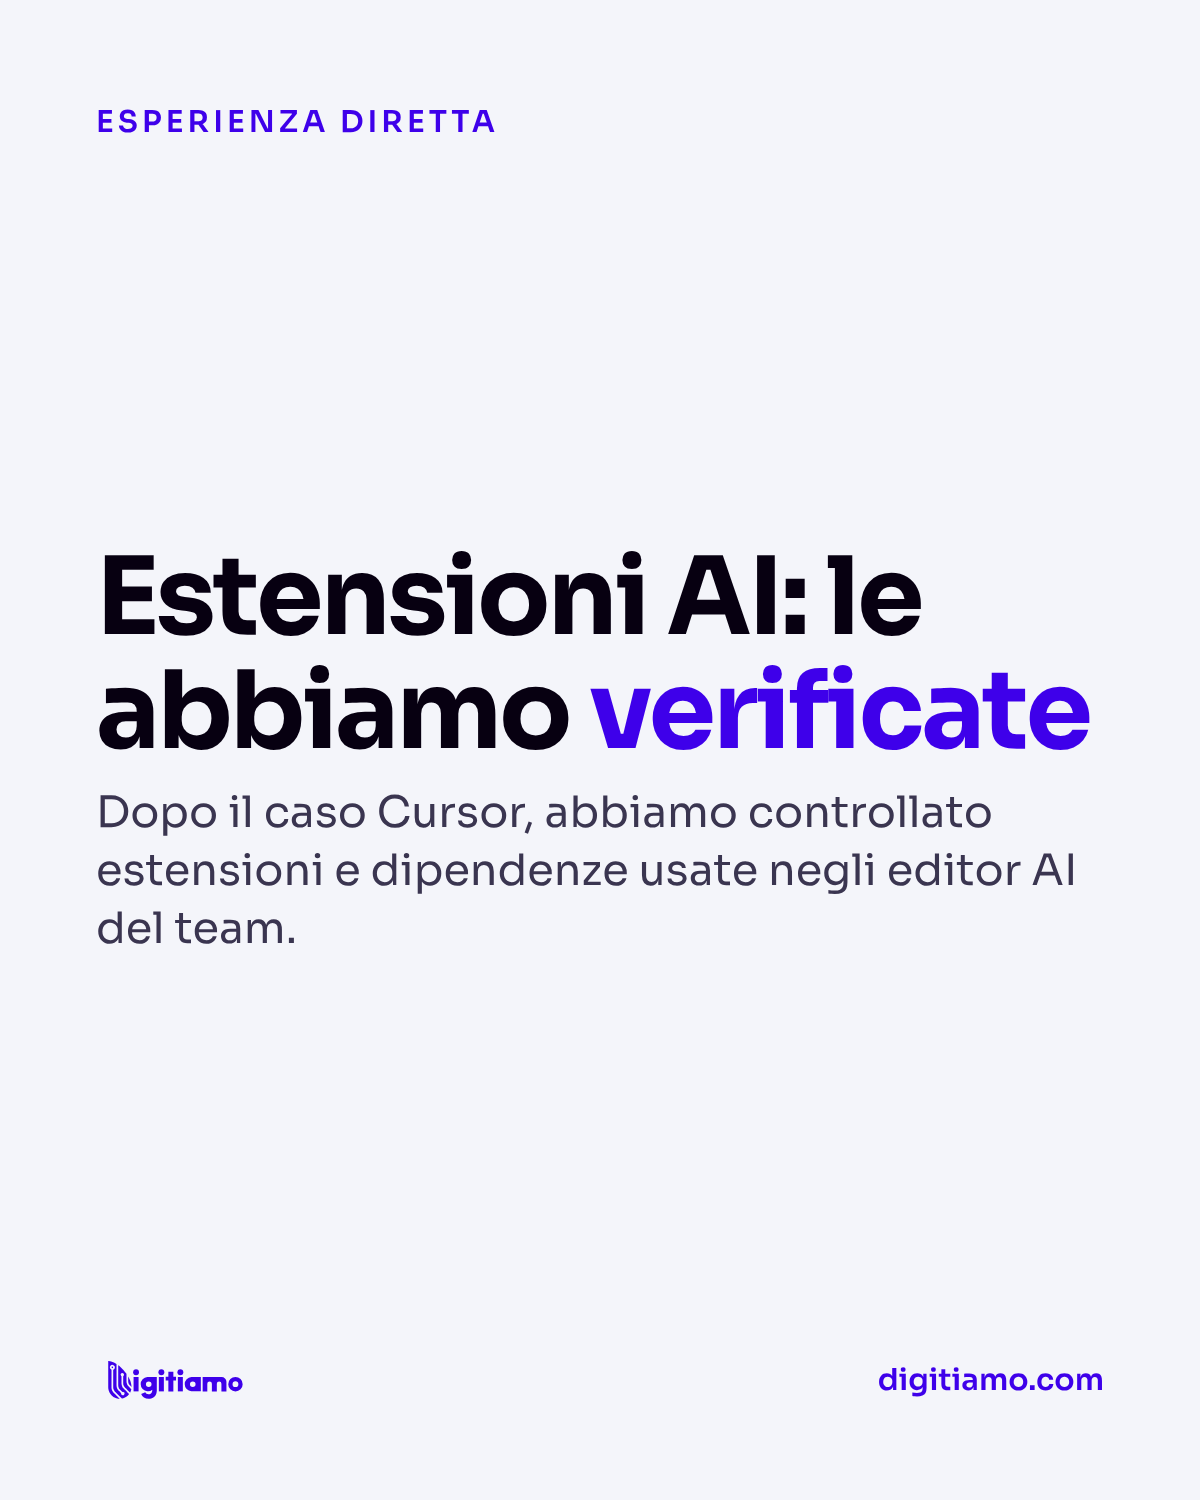 ESPERIENZA DIRETTA
Estensioni AI: le
abbiamo verificate
Dopo il caso Cursor, abbiamo controllato
estensioni e dipendenze usate negli editor AI
del team.
Digitiamo
digitiamo.com